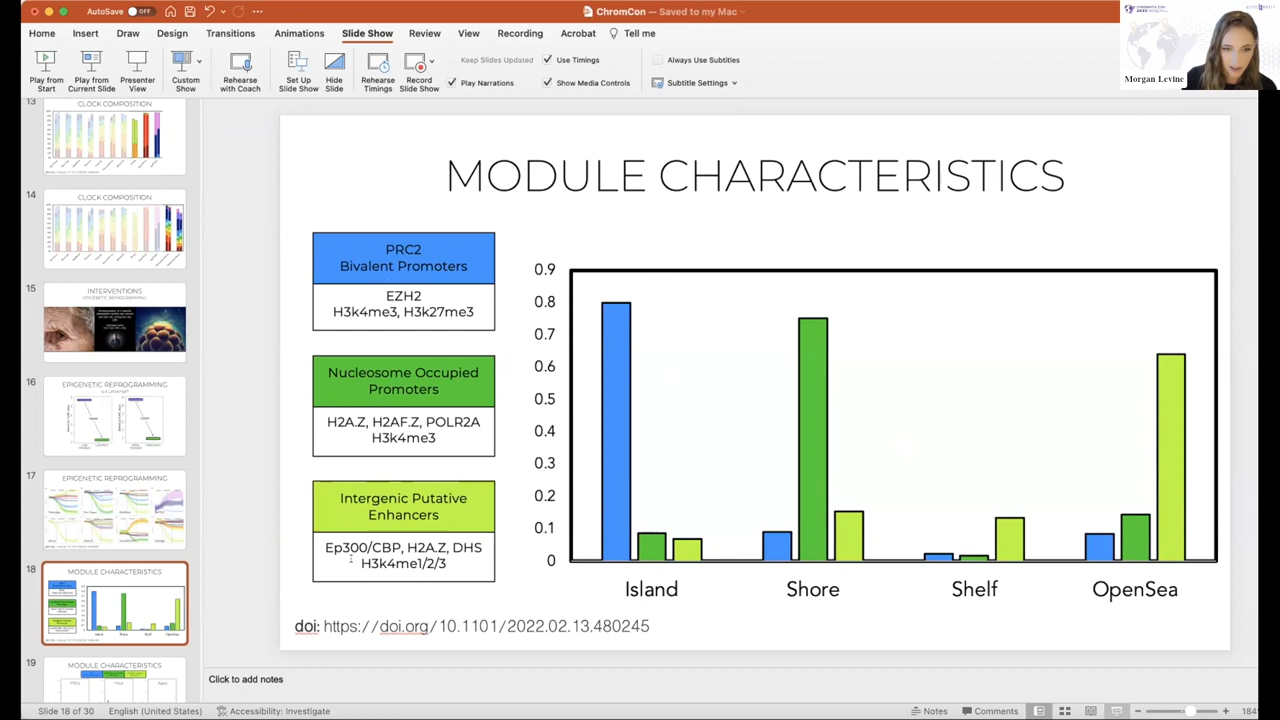 AutoSave OFF
ChromCon — Saved to my Mac
Home Insert Draw Design Transitions Animations Slide Show Review View Recording Acrobat Tell me
Play from Start
Play from Current Slide
Presenter View
Custom Show
Rehearse with Coach
Set Up Slide Show
Hide Slide
Rehearse Timings
Record Slide Show
Keep Slides Updated
Use Timings
Always Use Subtitles
Play Narrations
Show Media Controls
Subtitle Settings
Morgan Levine
13
CLOCK COMPOSITION
14
CLOCK COMPOSITION
15
INTERVENTIONS
EPIGENETIC REPROGRAMMING
16
EPIGENETIC REPROGRAMMING
17
EPIGENETIC REPROGRAMMING
18
MODULE CHARACTERISTICS
19
MODULE CHARACTERISTICS
MODULE CHARACTERISTICS
PRC2
Bivalent Promoters
EZH2
H3k4me3, H3k27me3
Nucleosome Occupied
Promoters
H2A.Z, H2AF.Z, POLR2A
H3k4me3
Intergenic Putative
Enhancers
Ep300/CBP, H2A.Z, DHS
H3k4me1/2/3
0.9
0.8
0.7
0.6
0.5
0.4
0.3
0.2
0.1
0
Island Shore Shelf OpenSea
doi: https://doi.org/10.1101/2022.02.13.480245
Click to add notes
Slide 18 of 30 English (United States) Accessibility: Investigate Notes Comments